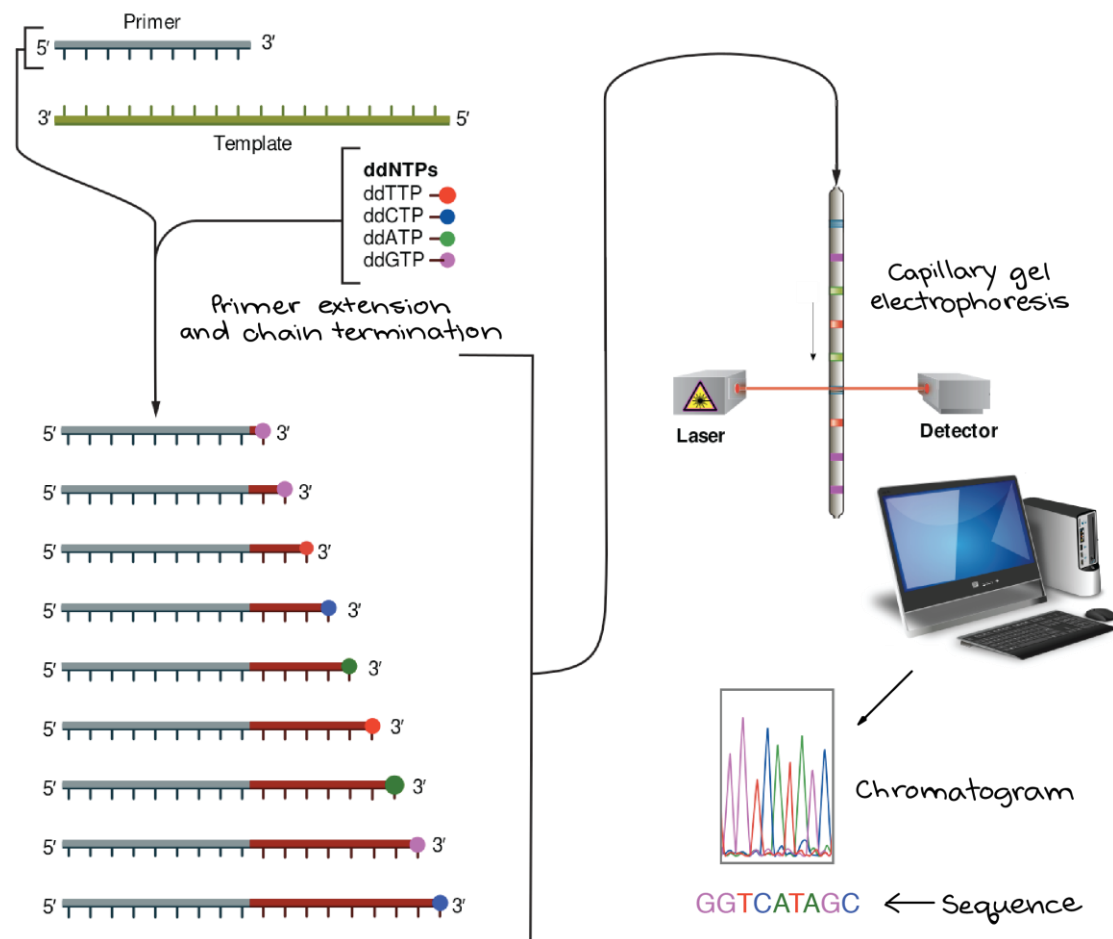 Primer
5′ 3′
3′ 5′
Template
ddNTPs
ddTTP
ddCTP
ddATP
ddGTP
Primer extension
and chain termination
5′ 3′
5′ 3′
5′ 3′
5′ 3′
5′ 3′
5′ 3′
5′ 3′
5′ 3′
5′ 3′
Capillary gel
electrophoresis
Laser
Detector
Chromatogram
GGTCATAGC
Sequence